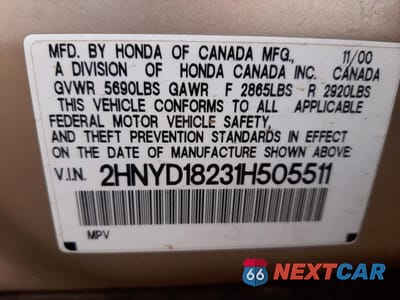 MFD. BY HONDA OF CANADA MFG., 11/00
A DIVISION OF HONDA CANADA INC. CANADA
GVWR 5690LBS GAWR F 2865LBS R 2920LBS
THIS VEHICLE CONFORMS TO ALL APPLICABLE
FEDERAL MOTOR VEHICLE SAFETY,
AND THEFT PREVENTION STANDARDS IN EFFECT
ON THE DATE OF MANUFACTURE SHOWN ABOVE.
V.I.N. 2HNYD18231H505511
MPV
66 NEXTCAR